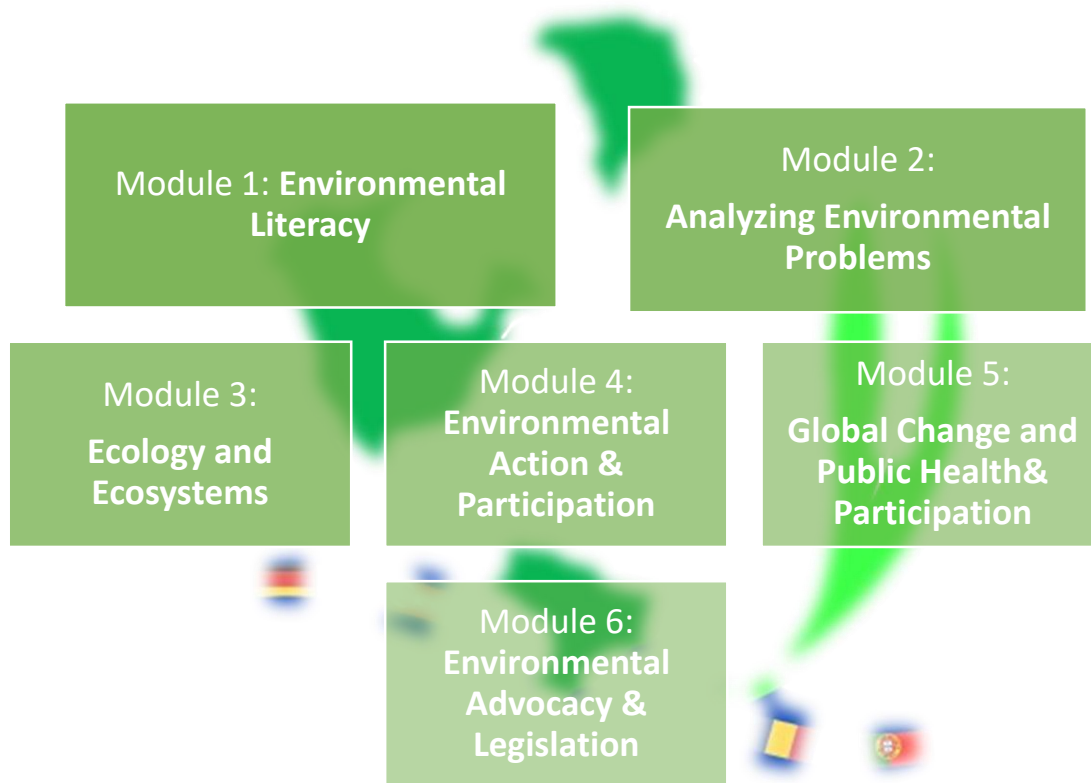 Module 1: Environmental
Literacy
Module 2:
Analyzing Environmental
Problems
Module 3:
Ecology and
Ecosystems
Module 4:
Environmental
Action &
Participation
Module 5:
Global Change and
Public Health&
Participation
Module 6:
Environmental
Advocacy &
Legislation